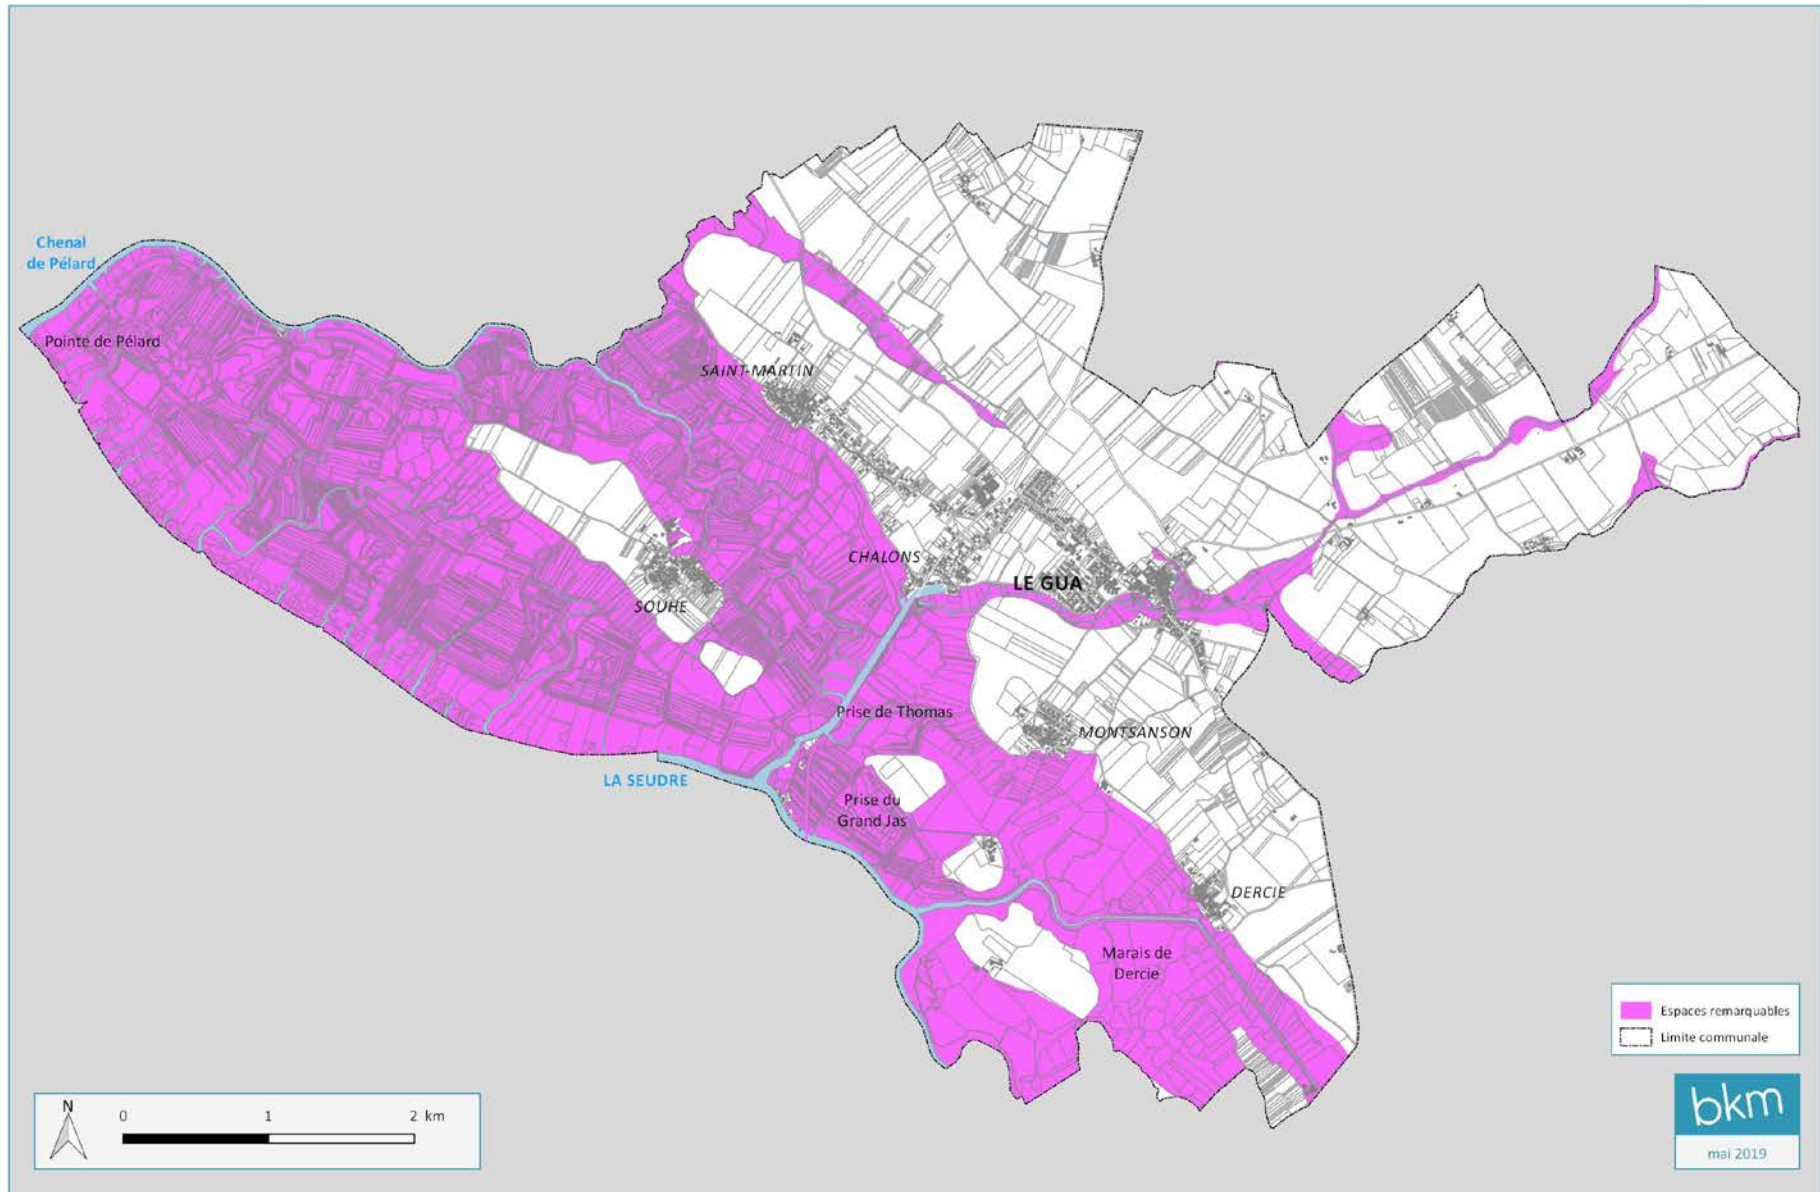 Chenal
de Pélard
Pointe de Pélard
SAINT-MARTIN
CHALONS
LE GUA
SOUHE
Prise de Thomas
MONTSANSON
LA SEUDRE
Prise du
Grand Jas
DERCIE
Marais de
Dercie
Espaces remarquables
Limite communale
N
0 1 2 km
bkm
mai 2019